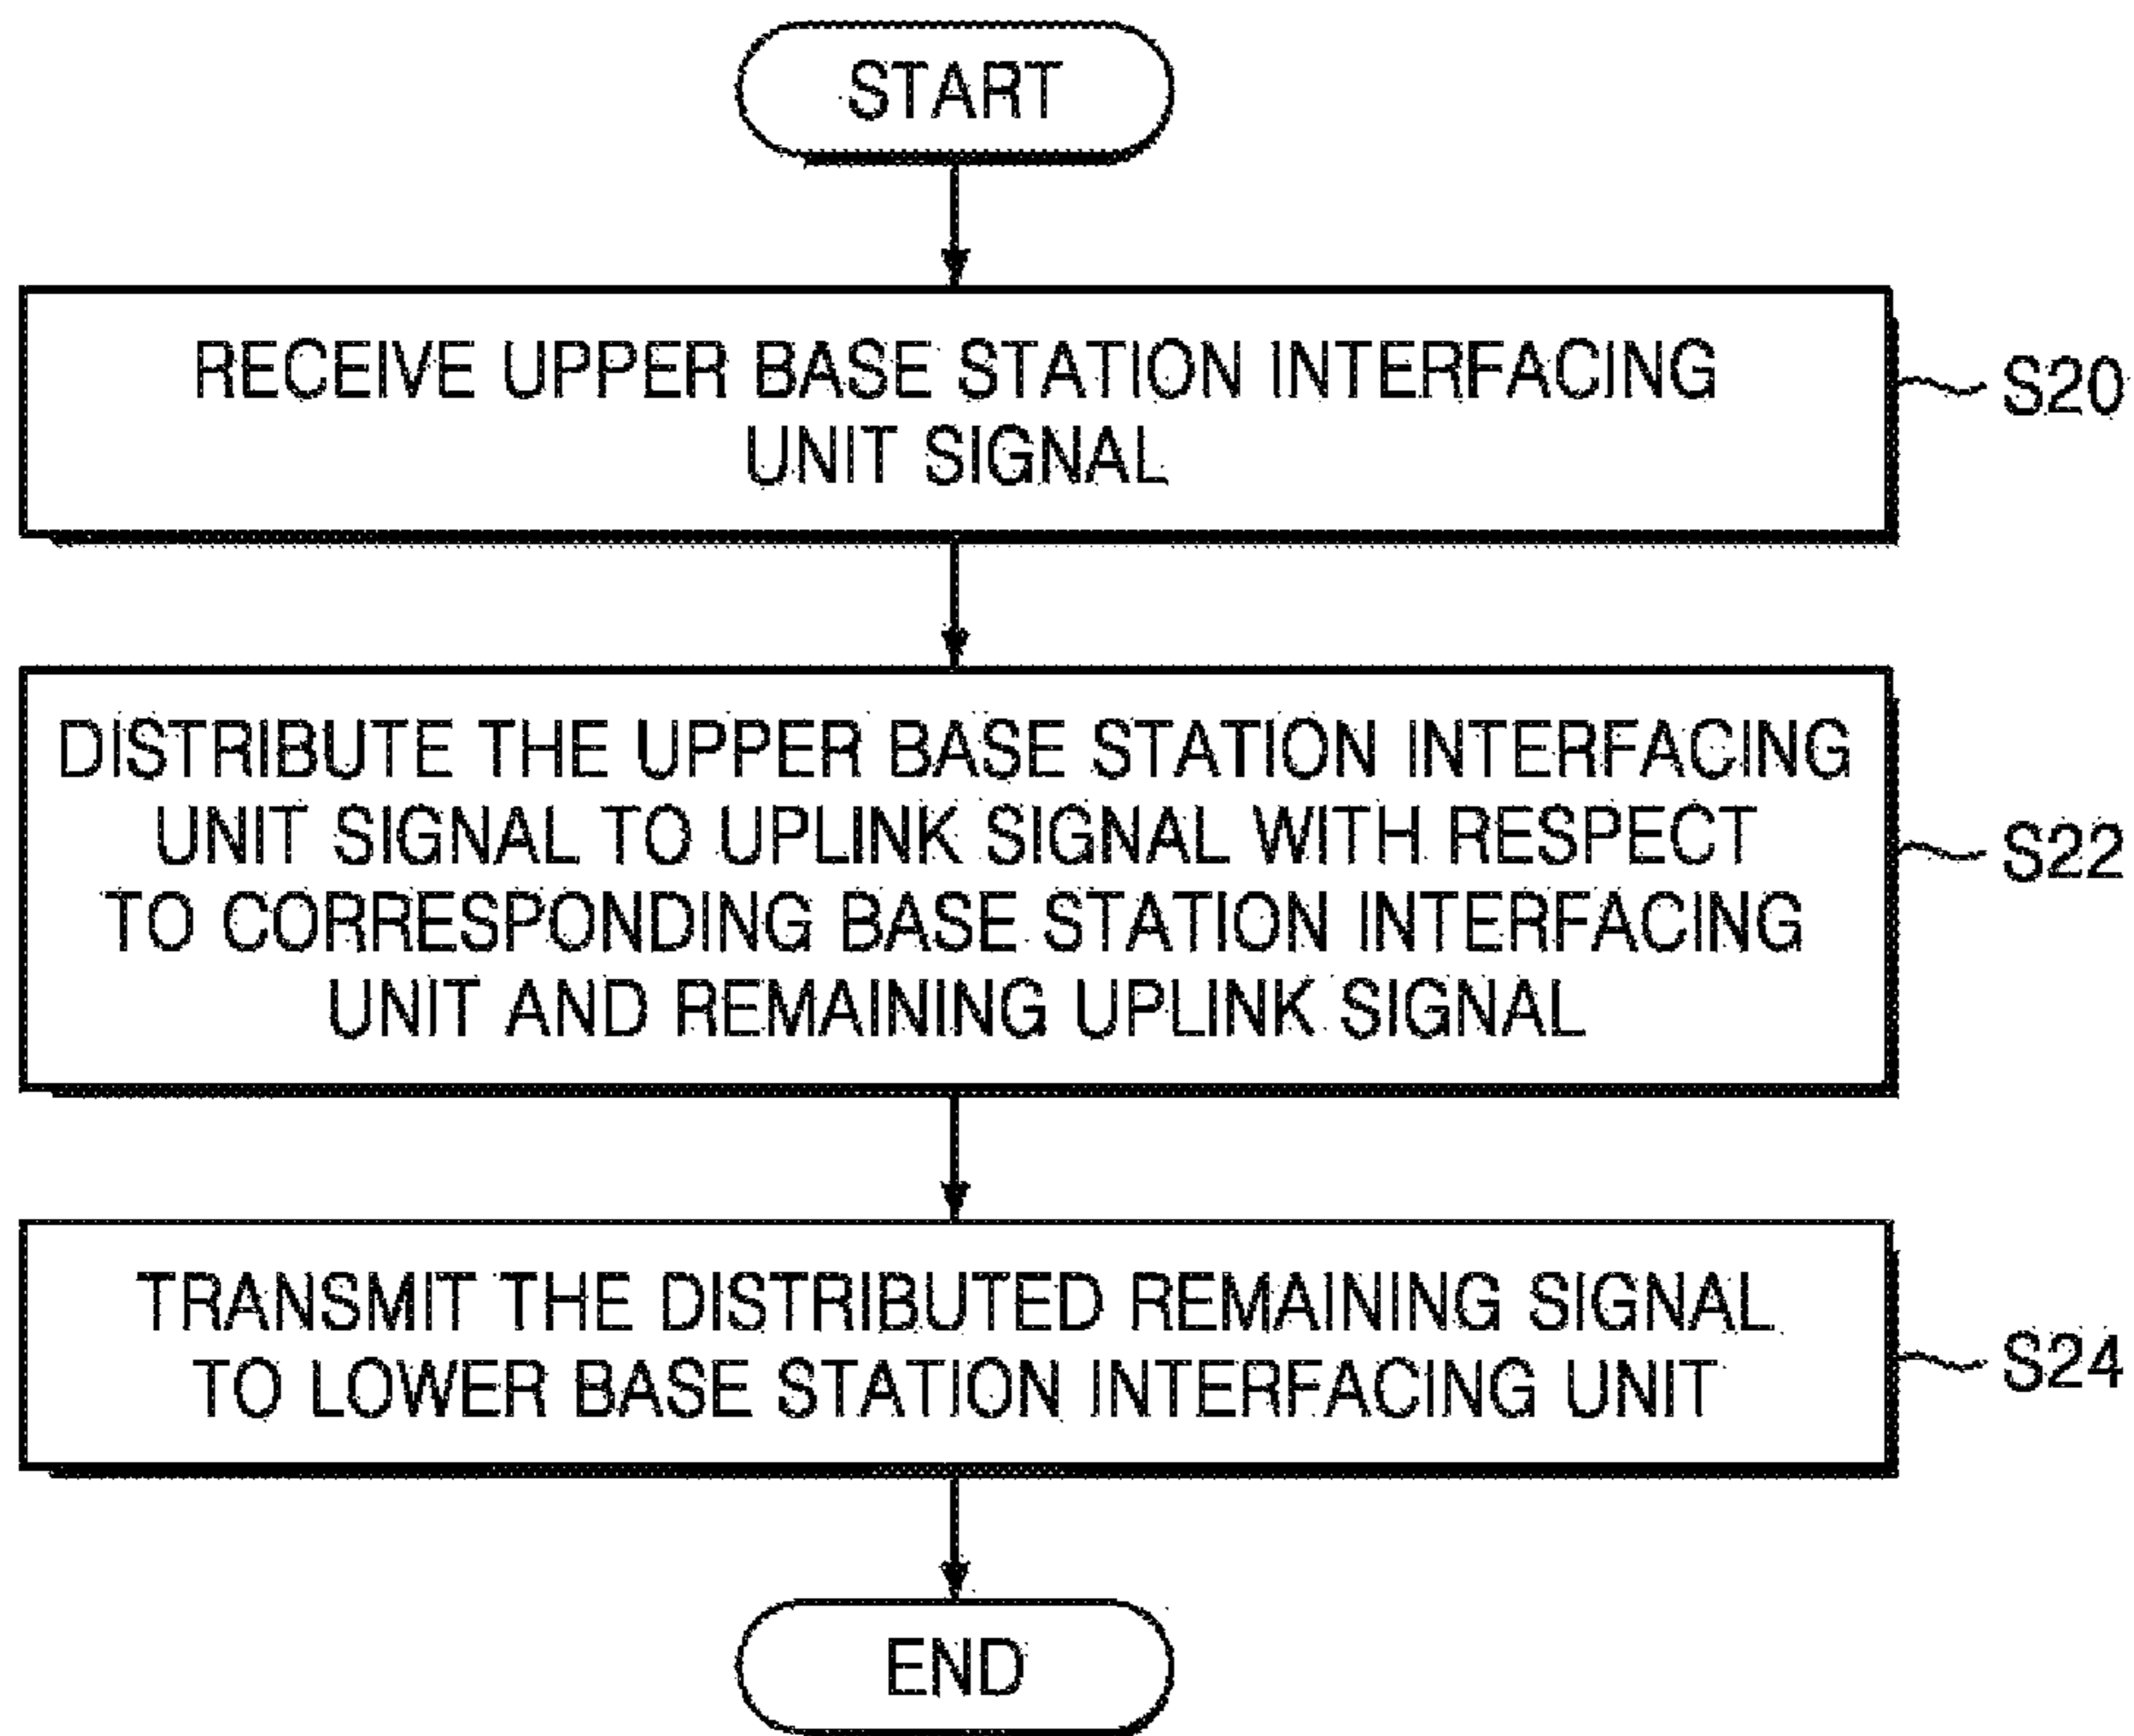 START
RECEIVE UPPER BASE STATION INTERFACING
UNIT SIGNAL
S20
DISTRIBUTE THE UPPER BASE STATION INTERFACING
UNIT SIGNAL TO UPLINK SIGNAL WITH RESPECT
TO CORRESPONDING BASE STATION INTERFACING
UNIT AND REMAINING UPLINK SIGNAL
S22
TRANSMIT THE DISTRIBUTED REMAINING SIGNAL
TO LOWER BASE STATION INTERFACING UNIT
S24
END